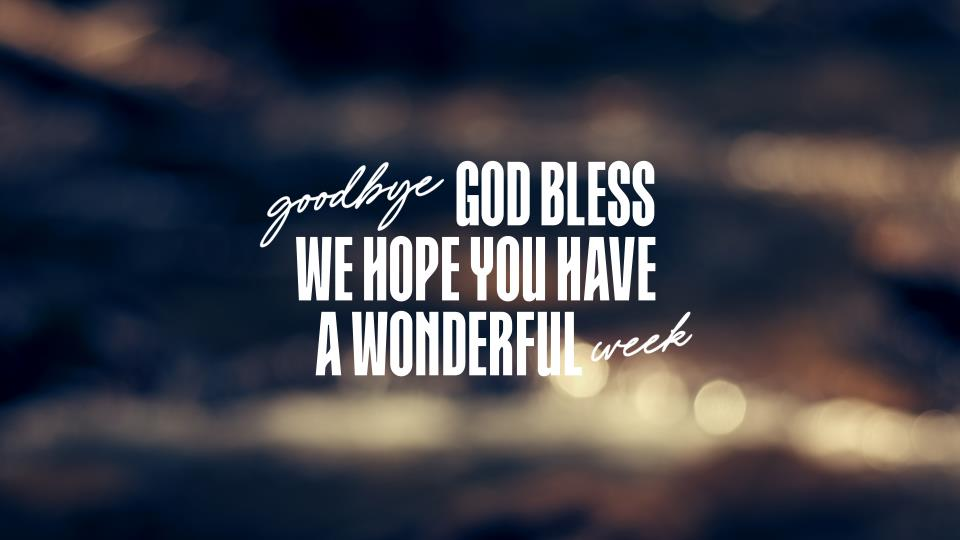 goodbye GOD BLESS
WE HOPE YOU HAVE
A WONDERFUL week